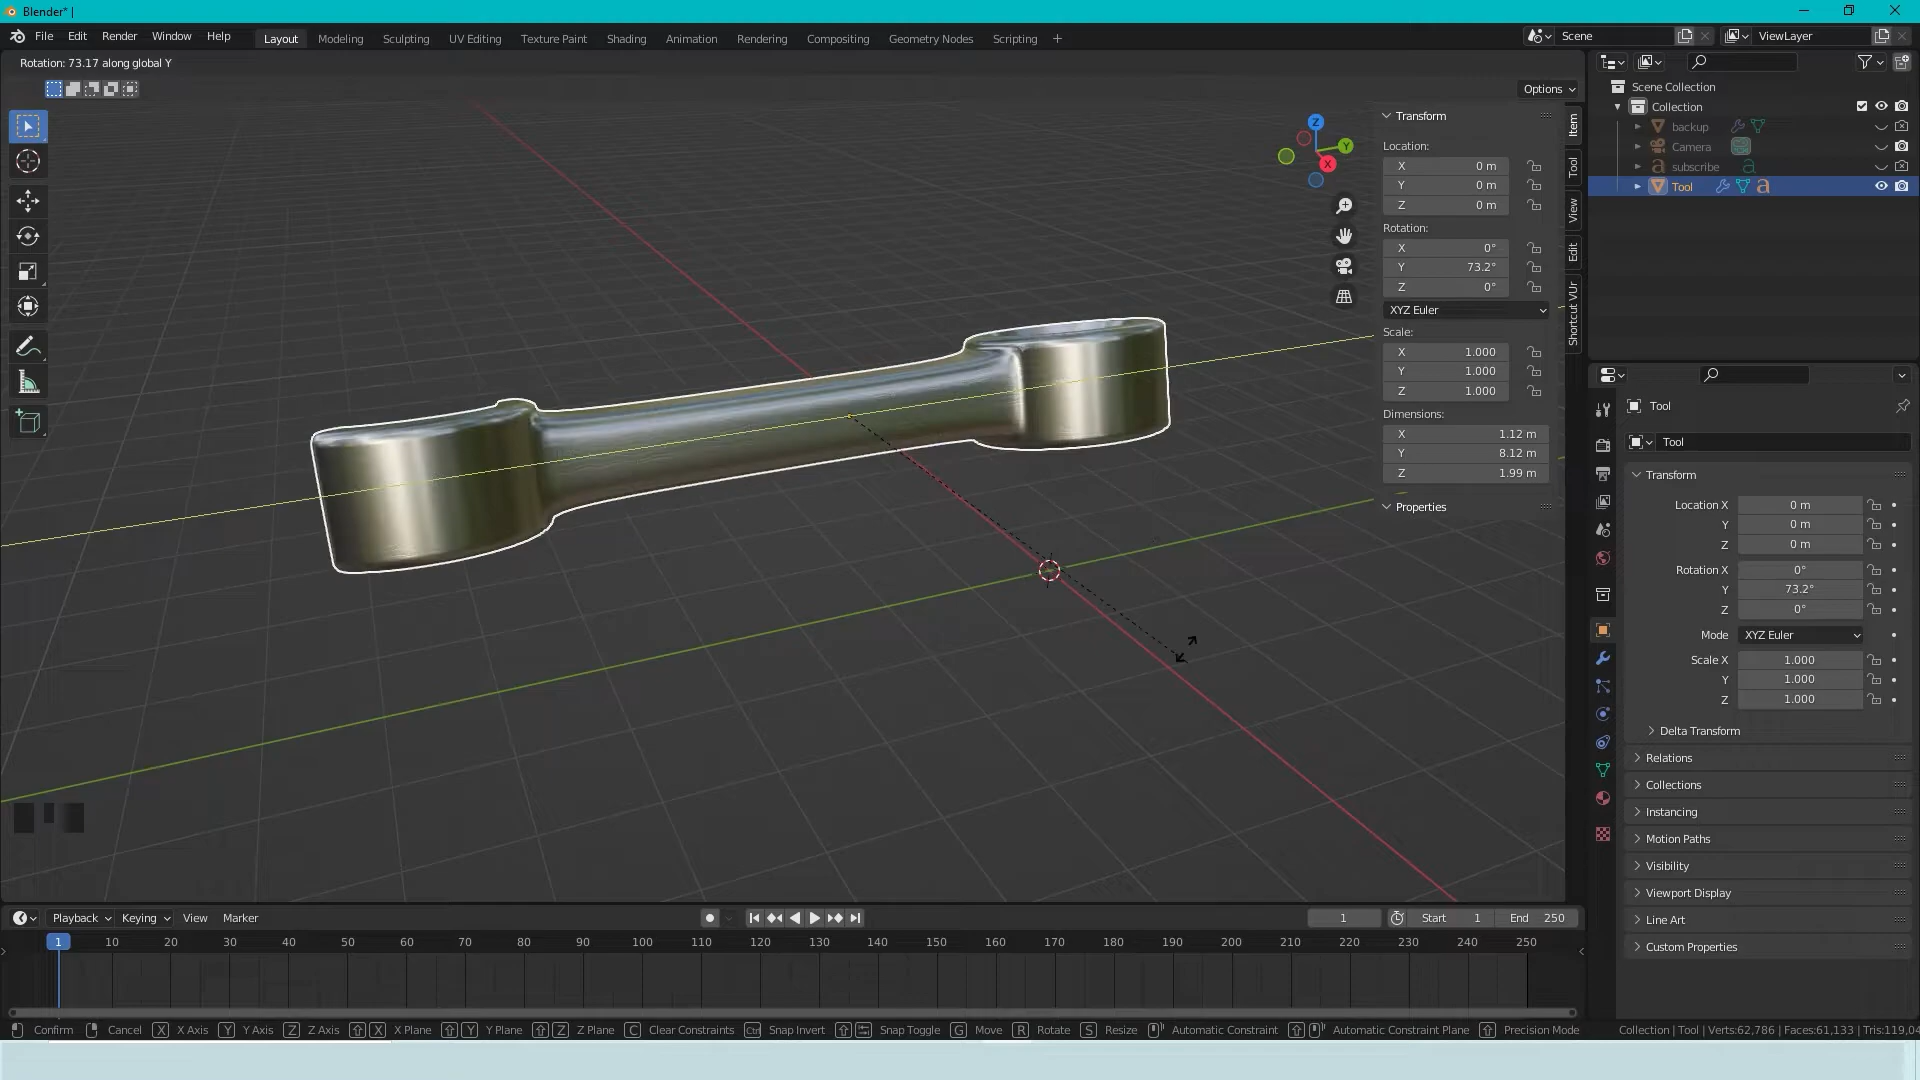 Blender* |
File Edit Render Window Help
Layout Modeling Sculpting UV Editing Texture Paint Shading Animation Rendering Compositing Geometry Nodes Scripting +
Scene
ViewLayer
Rotation: 73.17 along global Y
Options
Z
Y
X
Item
Tool
View
Edit
Shortcut VUr
Transform
Location:
X 0 m
Y 0 m
Z 0 m
Rotation:
X 0°
Y 73.2°
Z 0°
XYZ Euler
Scale:
X 1.000
Y 1.000
Z 1.000
Dimensions:
X 1.12 m
Y 8.12 m
Z 1.99 m
Properties
Scene Collection
Collection
backup
Camera
subscribe
Tool
Tool
Tool
Transform
Location X 0 m
Y 0 m
Z 0 m
Rotation X 0°
Y 73.2°
Z 0°
Mode XYZ Euler
Scale X 1.000
Y 1.000
Z 1.000
Delta Transform
Relations
Collections
Instancing
Motion Paths
Visibility
Viewport Display
Line Art
Custom Properties
Playback Keying View Marker
1 Start 1 End 250
1 10 20 30 40 50 60 70 80 90 100 110 120 130 140 150 160 170 180 190 200 210 220 230 240 250
Confirm Cancel X X Axis Y Y Axis Z Z Axis X X Plane Y Y Plane Z Z Plane C Clear Constraints Ctrl Snap Invert Snap Toggle G Move R Rotate S Resize Automatic Constraint Automatic Constraint Plane Precision Mode Collection | Tool | Verts:62,786 | Faces:61,133 | Tris:119,04